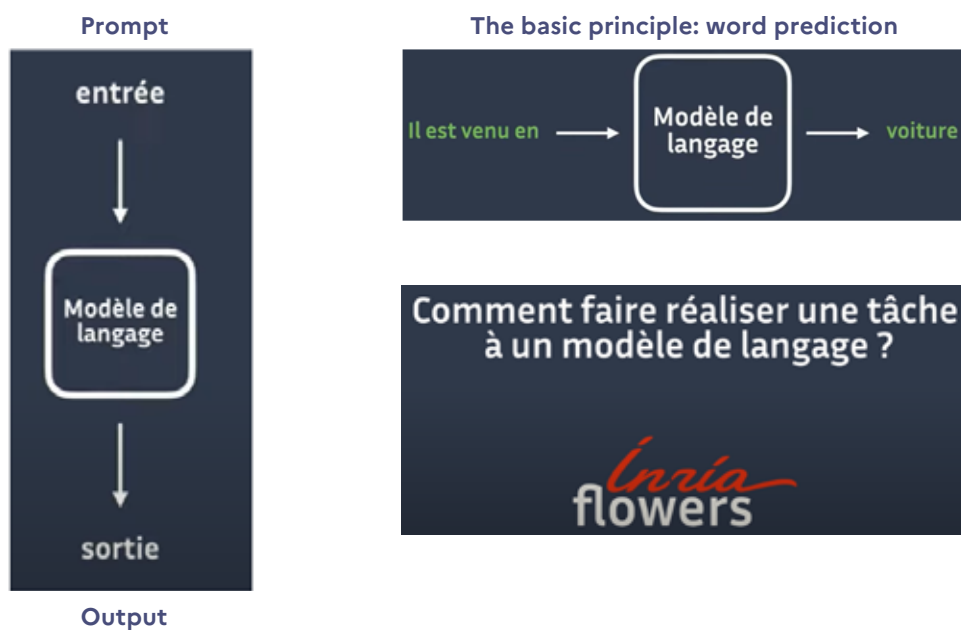 Prompt
entrée
Modèle de
langage
sortie
Output
The basic principle: word prediction
Il est venu en
Modèle de
langage
voiture
Comment faire réaliser une tâche
à un modèle de langage ?
Inria
flowers